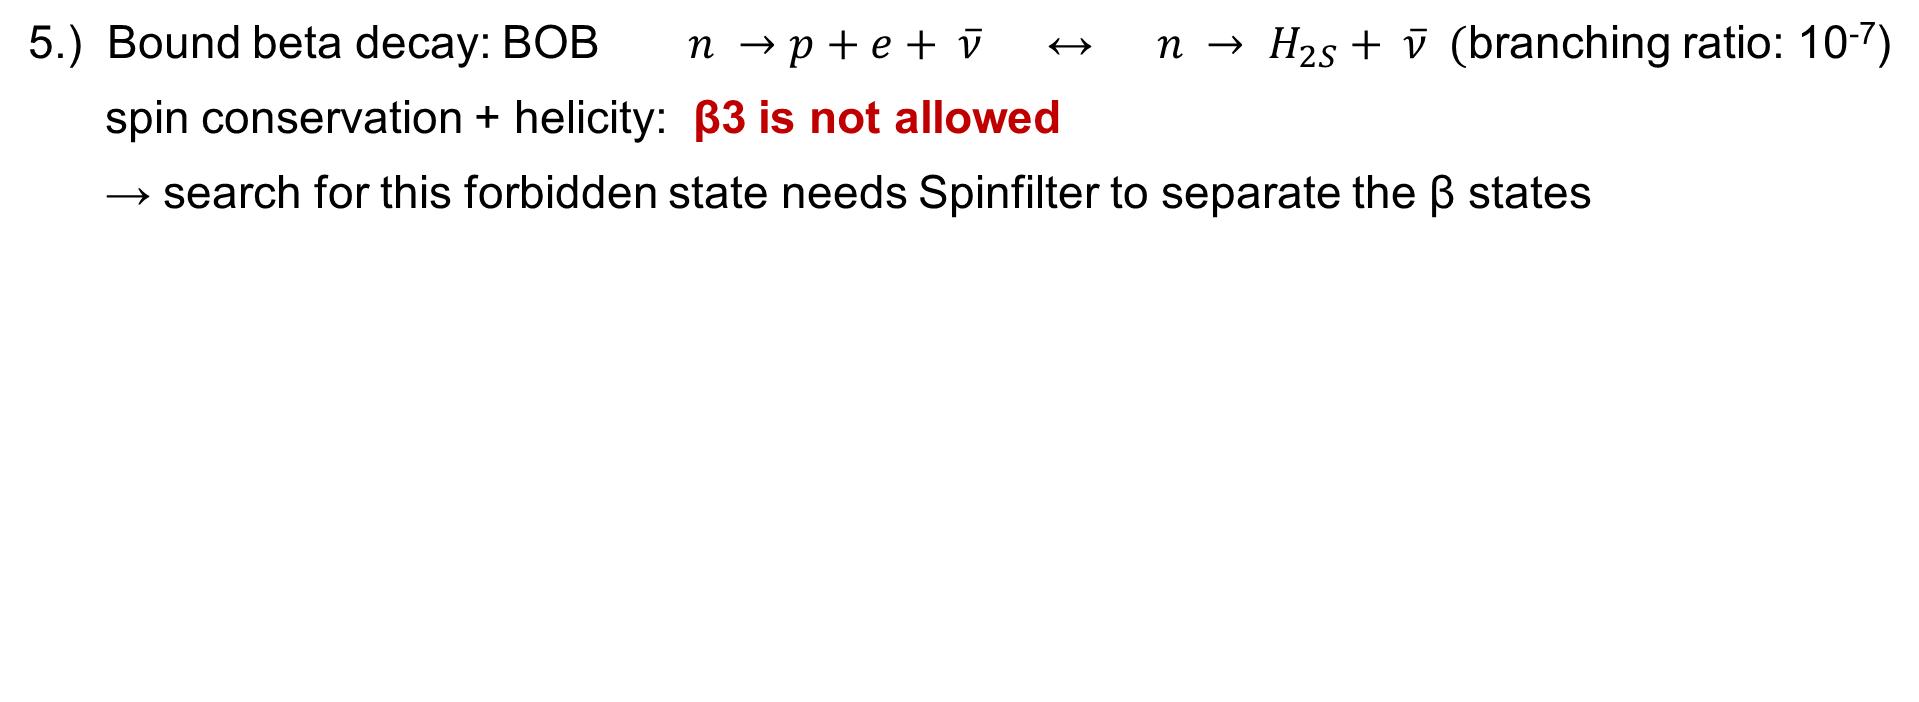 5.) Bound beta decay: BOB n → p + e + ν̄ ↔ n → H₂S + ν̄ (branching ratio: 10⁻⁷)
spin conservation + helicity: β3 is not allowed
→ search for this forbidden state needs Spinfilter to separate the β states